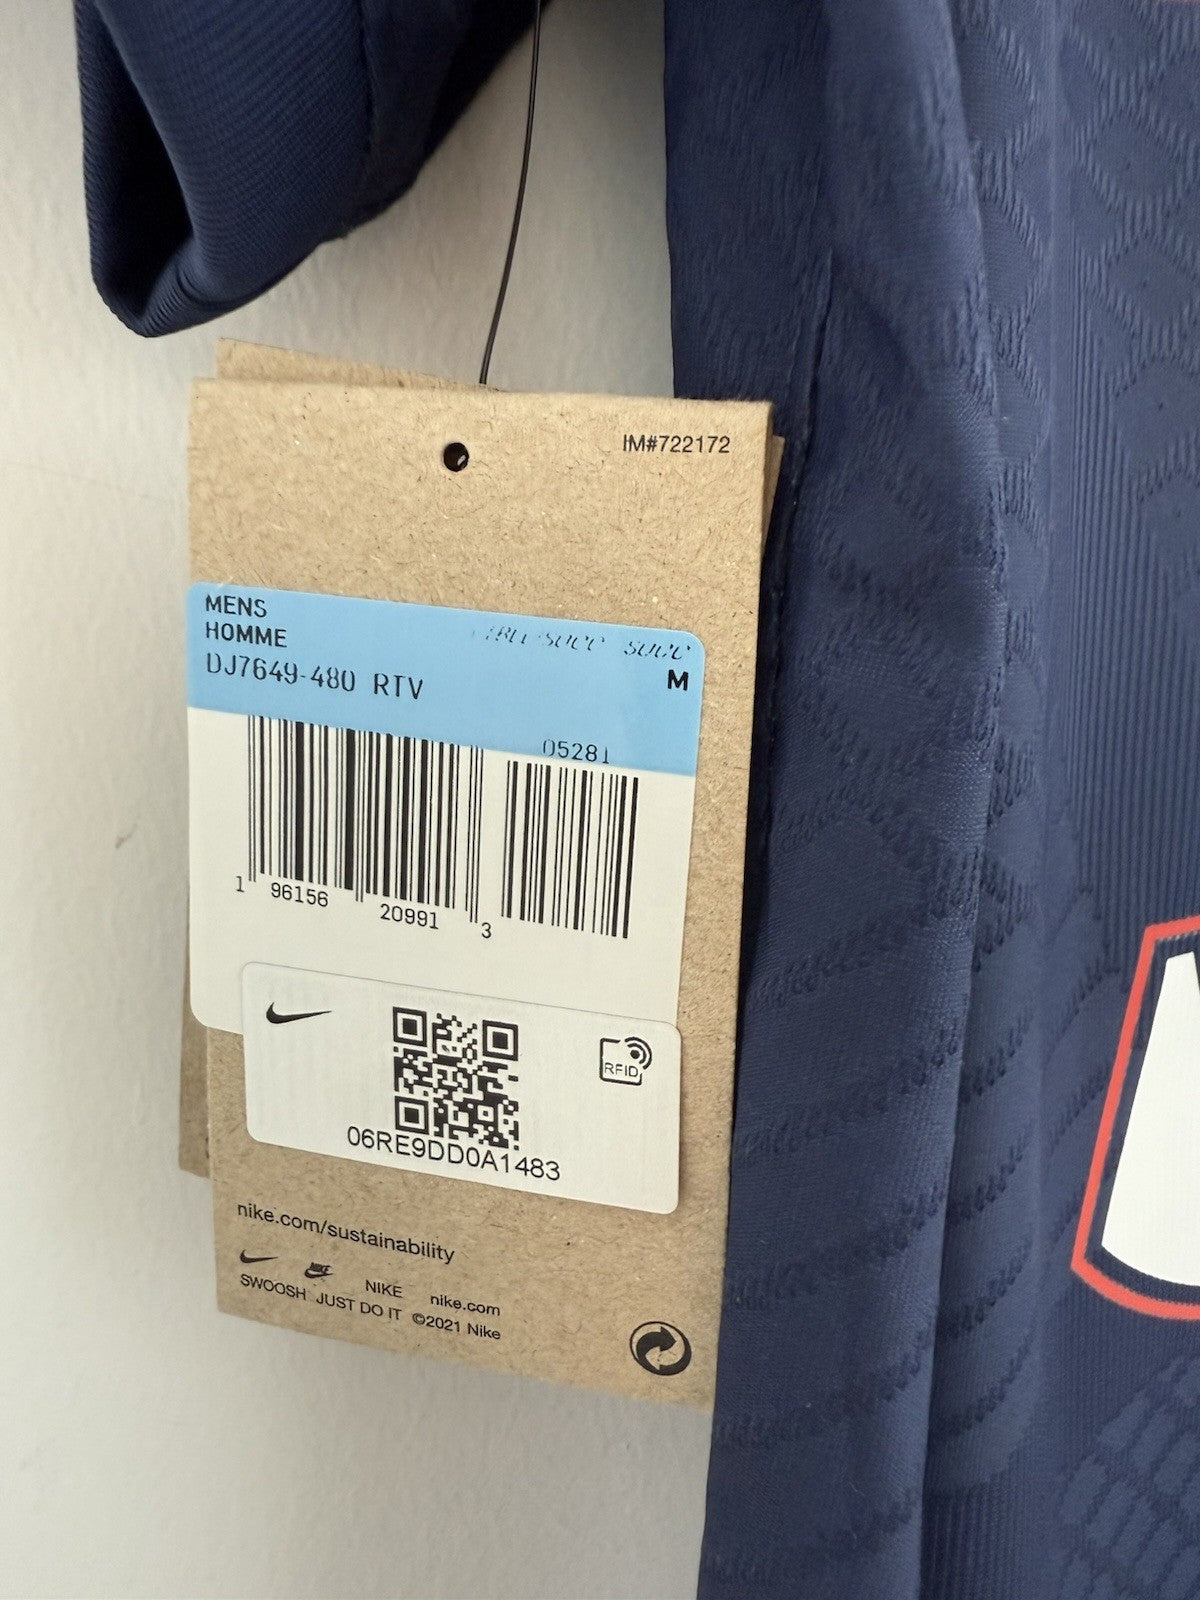 IM#722172
MENS
HOMME
DJ7649-480 RTV
M
05281
1 96156 20991 3
RFID
06RE9DD0A1483
nike.com/sustainability
NIKE nike.com
SWOOSH JUST DO IT ©2021 Nike